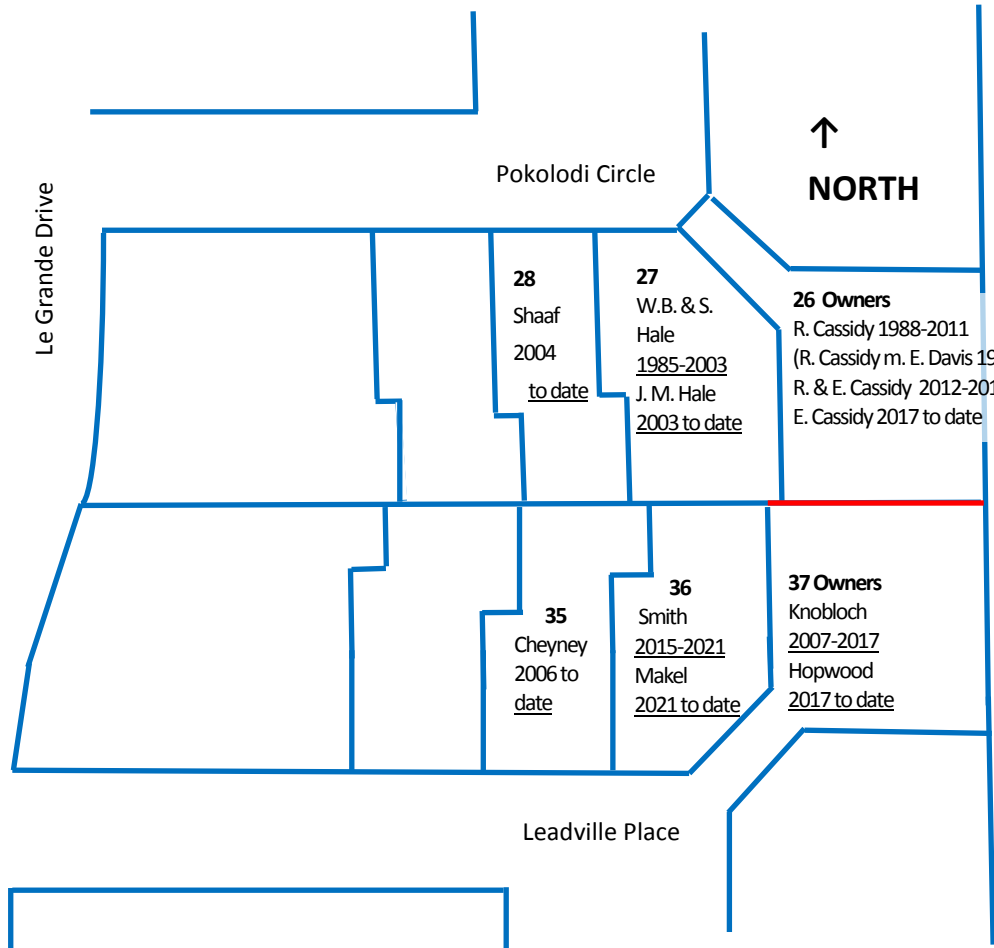 ↑
NORTH
Pokolodi Circle
Le Grande Drive
28
Shaaf
2004
to date
27
W.B. & S.
Hale
1985-2003
J. M. Hale
2003 to date
26 Owners
R. Cassidy 1988-2011
(R. Cassidy m. E. Davis
R. & E. Cassidy
E. Cassidy 2017 to date
35
Cheyney
2006 to
date
36
Smith
2015-2021
Makel
2021 to date
37 Owners
Knobloch
2007-2017
Hopwood
2017 to date
Leadville Place